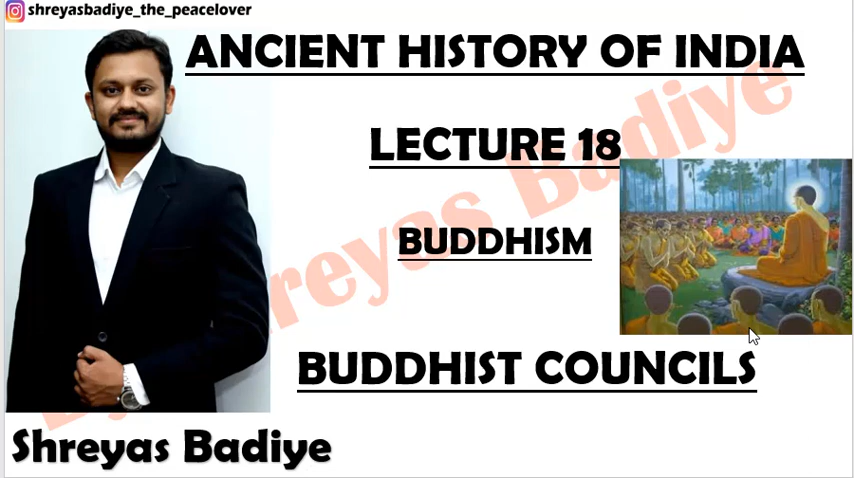 shreyasbadiye_the_peacelover
ANCIENT HISTORY OF INDIA
LECTURE 18
BUDDHISM
BUDDHIST COUNCILS
Shreyas Badiye
Shreyas Badiye